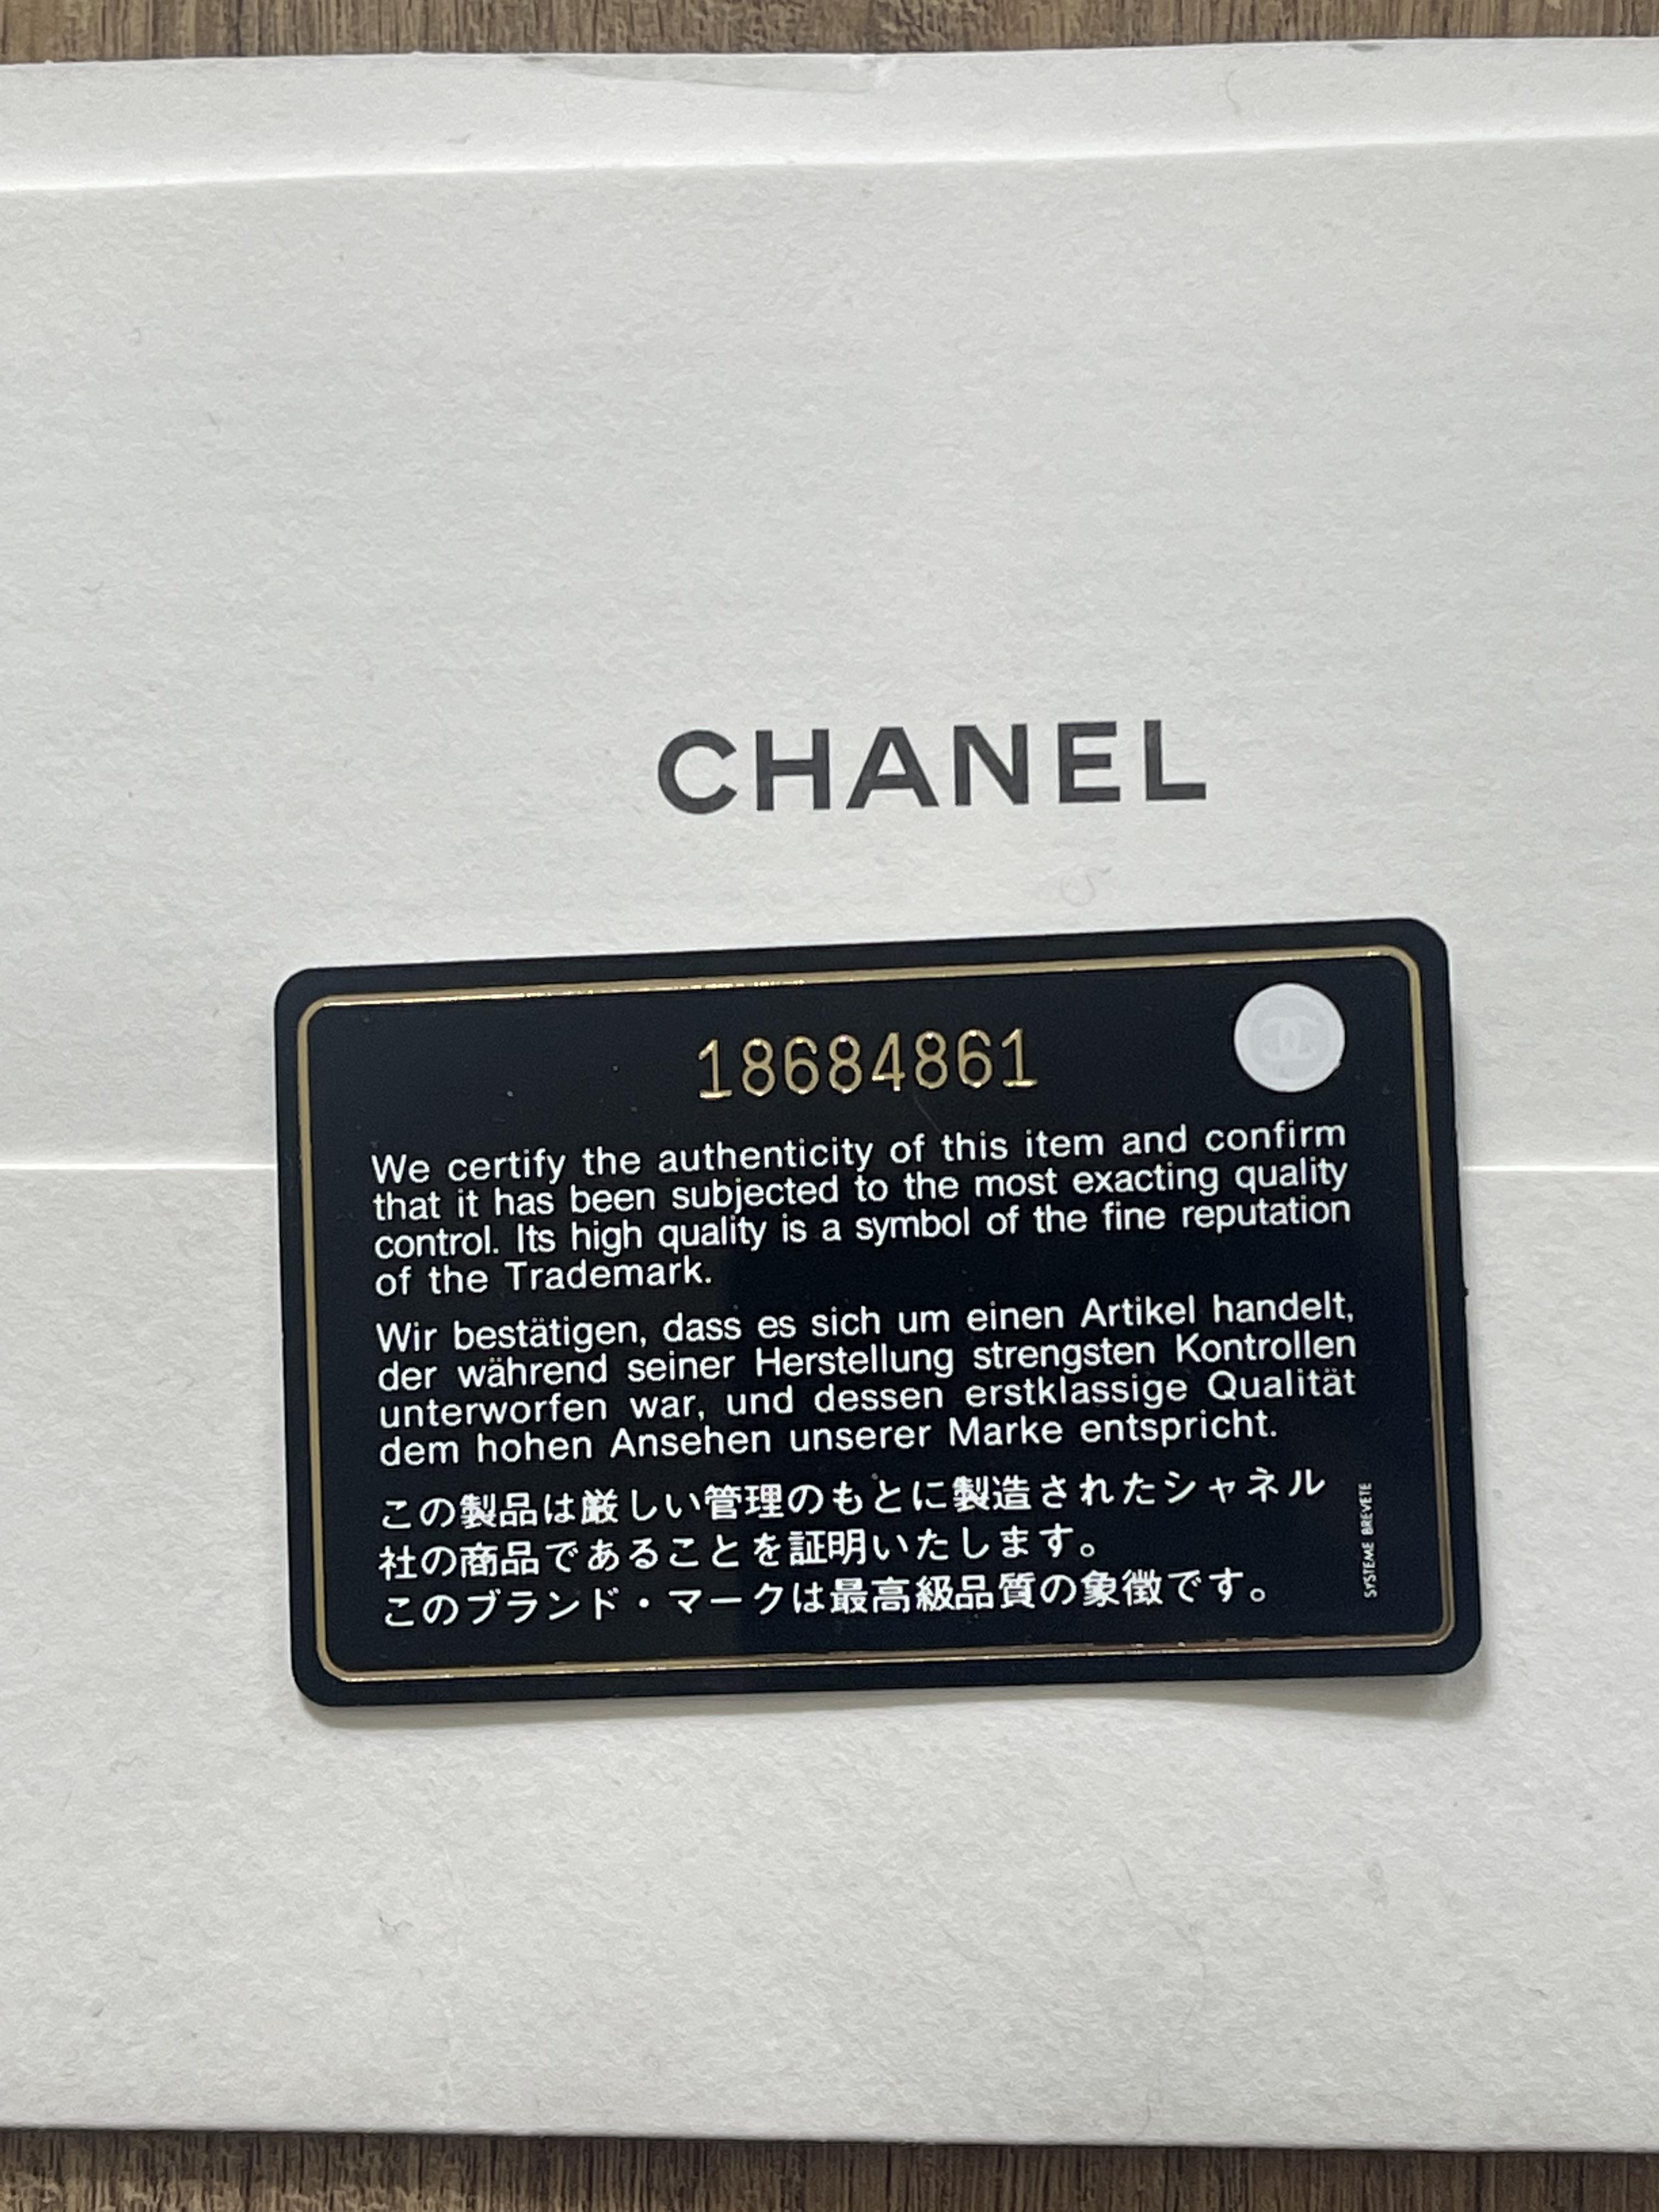 CHANEL
18684861
We certify the authenticity of this item and confirm
that it has been subjected to the most exacting quality
control. Its high quality is a symbol of the fine reputation
of the Trademark.
Wir bestätigen, dass es sich um einen Artikel handelt,
der während seiner Herstellung strengsten Kontrollen
unterworfen war, und dessen erstklassige Qualität
dem hohen Ansehen unserer Marke entspricht.
この製品は厳しい管理のもとに製造されたシャネル
社の商品であることを証明いたします。
このブランド・マークは最高級品質の象徴です。
SYSTEME BREVETE